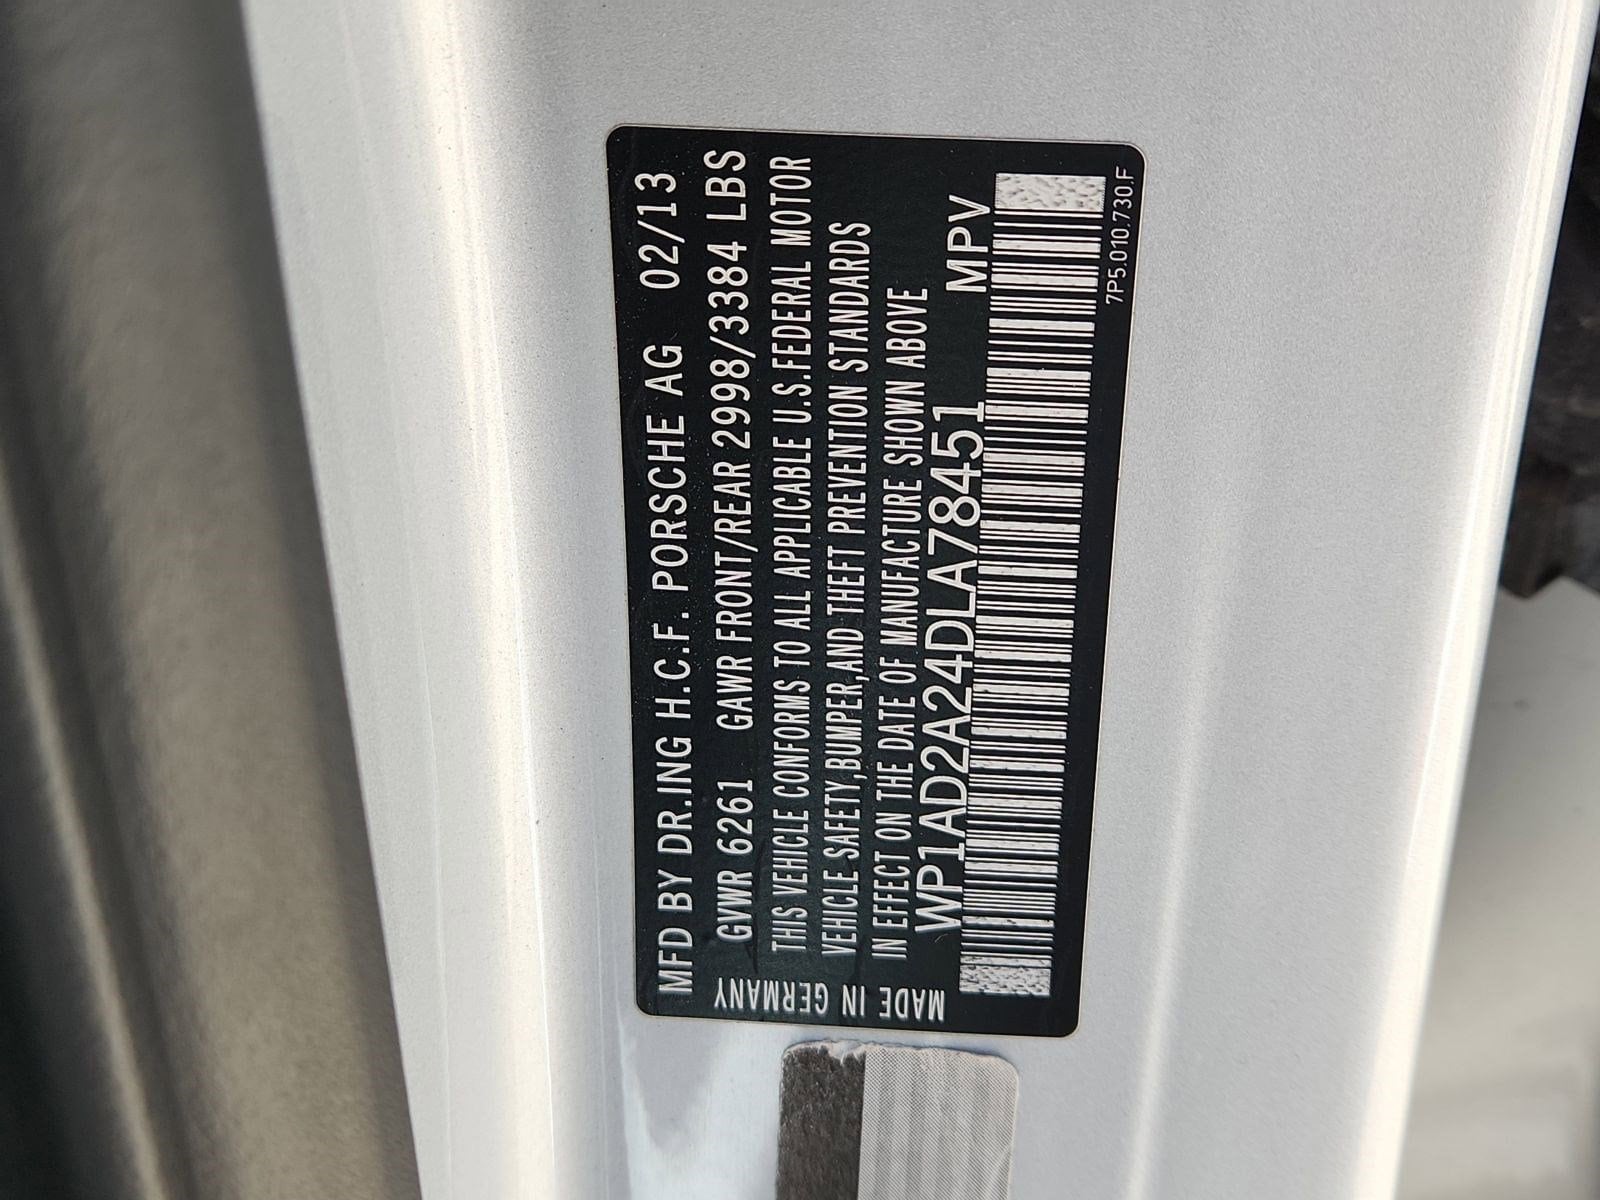 MFD BY DR.ING H.C.F. PORSCHE AG 02/13
GVWR 6261 GAWR FRONT/REAR 2998/3384 LBS
THIS VEHICLE CONFORMS TO ALL APPLICABLE U.S.FEDERAL MOTOR
VEHICLE SAFETY,BUMPER,AND THEFT PREVENTION STANDARDS
IN EFFECT ON THE DATE OF MANUFACTURE SHOWN ABOVE
WP1AD2A24DLA78451 MPV
7P5.010.730.F
MADE IN GERMANY